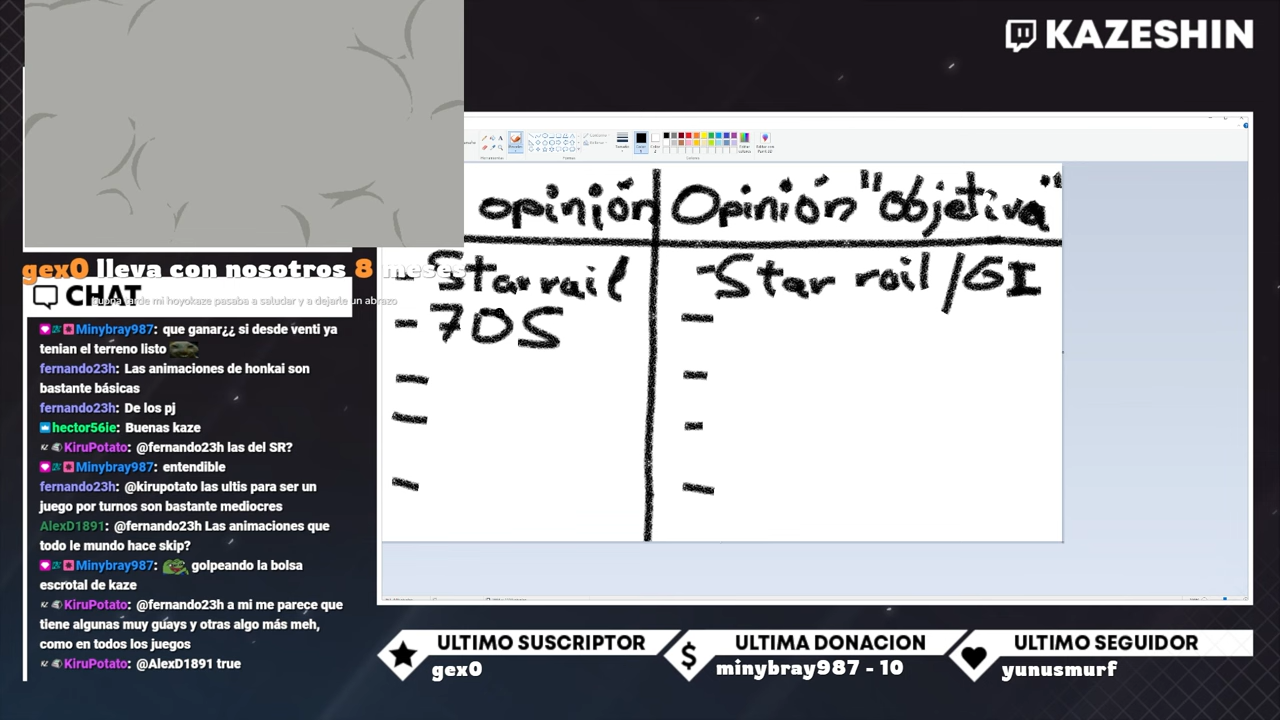 KAZESHIN
opinión
Opinión "objetiva"
- Star rail
- Star rail / GI
- 7DS
gex0 lleva con nosotros 8 meses
CHAT
Minybray987: que ganar¿¿ si desde venti ya
tenian el terreno listo
fernando23h: Las animaciones de honkai son
bastante básicas
fernando23h: De los pj
hector56ie: Buenas kaze
KiruPotato: @fernando23h las del SR?
Minybray987: entendible
fernando23h: @kirupotato las ultis para ser un
juego por turnos son bastante mediocres
AlexD1891: @fernando23h Las animaciones que
todo le mundo hace skip?
Minybray987: golpeando la bolsa
escrotal de kaze
KiruPotato: @fernando23h a mi me parece que
tiene algunas muy guays y otras algo más meh,
como en todos los juegos
KiruPotato: @AlexD1891 true
ULTIMO SUSCRIPTOR
gex0
ULTIMA DONACION
minybray987 - 10
ULTIMO SEGUIDOR
yunusmurf